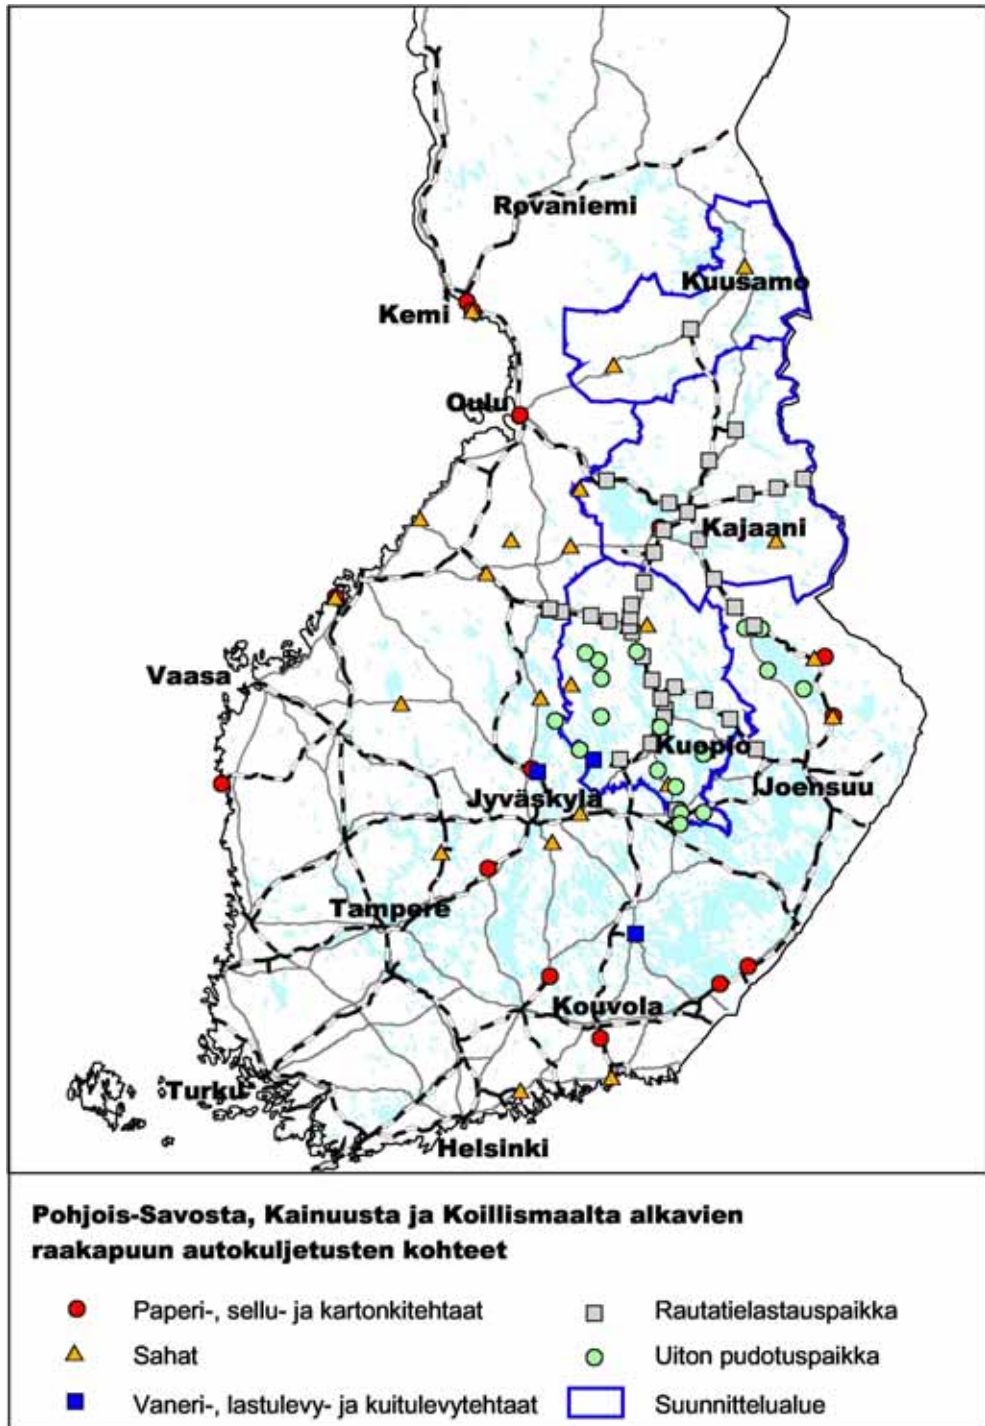 Rovaniemi
Kuusamo
Kemi
Oulu
Kajaani
Vaasa
Kuopio
Joensuu
Jyväskylä
Tampere
Kouvola
Turku
Helsinki
Pohjois-Savosta, Kainuusta ja Koillismaalta alkavien
raakapuun autokuljetusten kohteet
Paperi-, sellu- ja kartonkitehtaat
Sahat
Vaneri-, lastulevy- ja kuitulevytehtaat
Rautatielastauspaikka
Uiton pudotuspaikka
Suunnittelualue